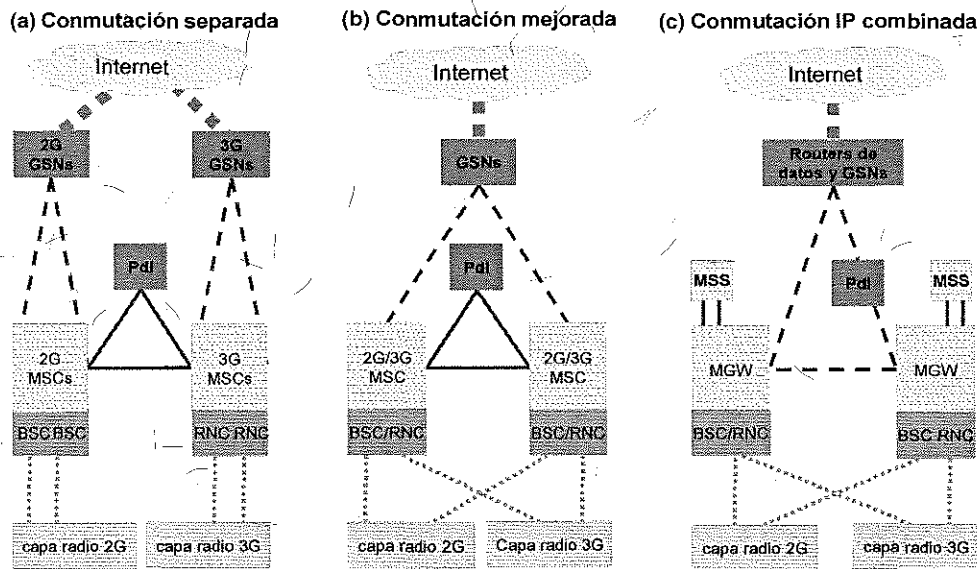 (a) Conmutación separada
Internet
2G
GSNs
3G
GSNs
PdI
2G
MSCs
3G
MSCs
BSC BSC
RNC RNC
capa radio 2G
capa radio 3G
(b) Conmutación mejorada
Internet
GSNs
PdI
2G/3G
MSC
2G/3G
MSC
BSC/RNC
BSC/RNC
capa radio 2G
Capa radio 3G
(c) Conmutación IP combinada
Internet
Routers de
datos y GSNs
MSS
PdI
MSS
MGW
MGW
BSC/RNC
BSC RNC
capa radio 2G
capa radio 3G